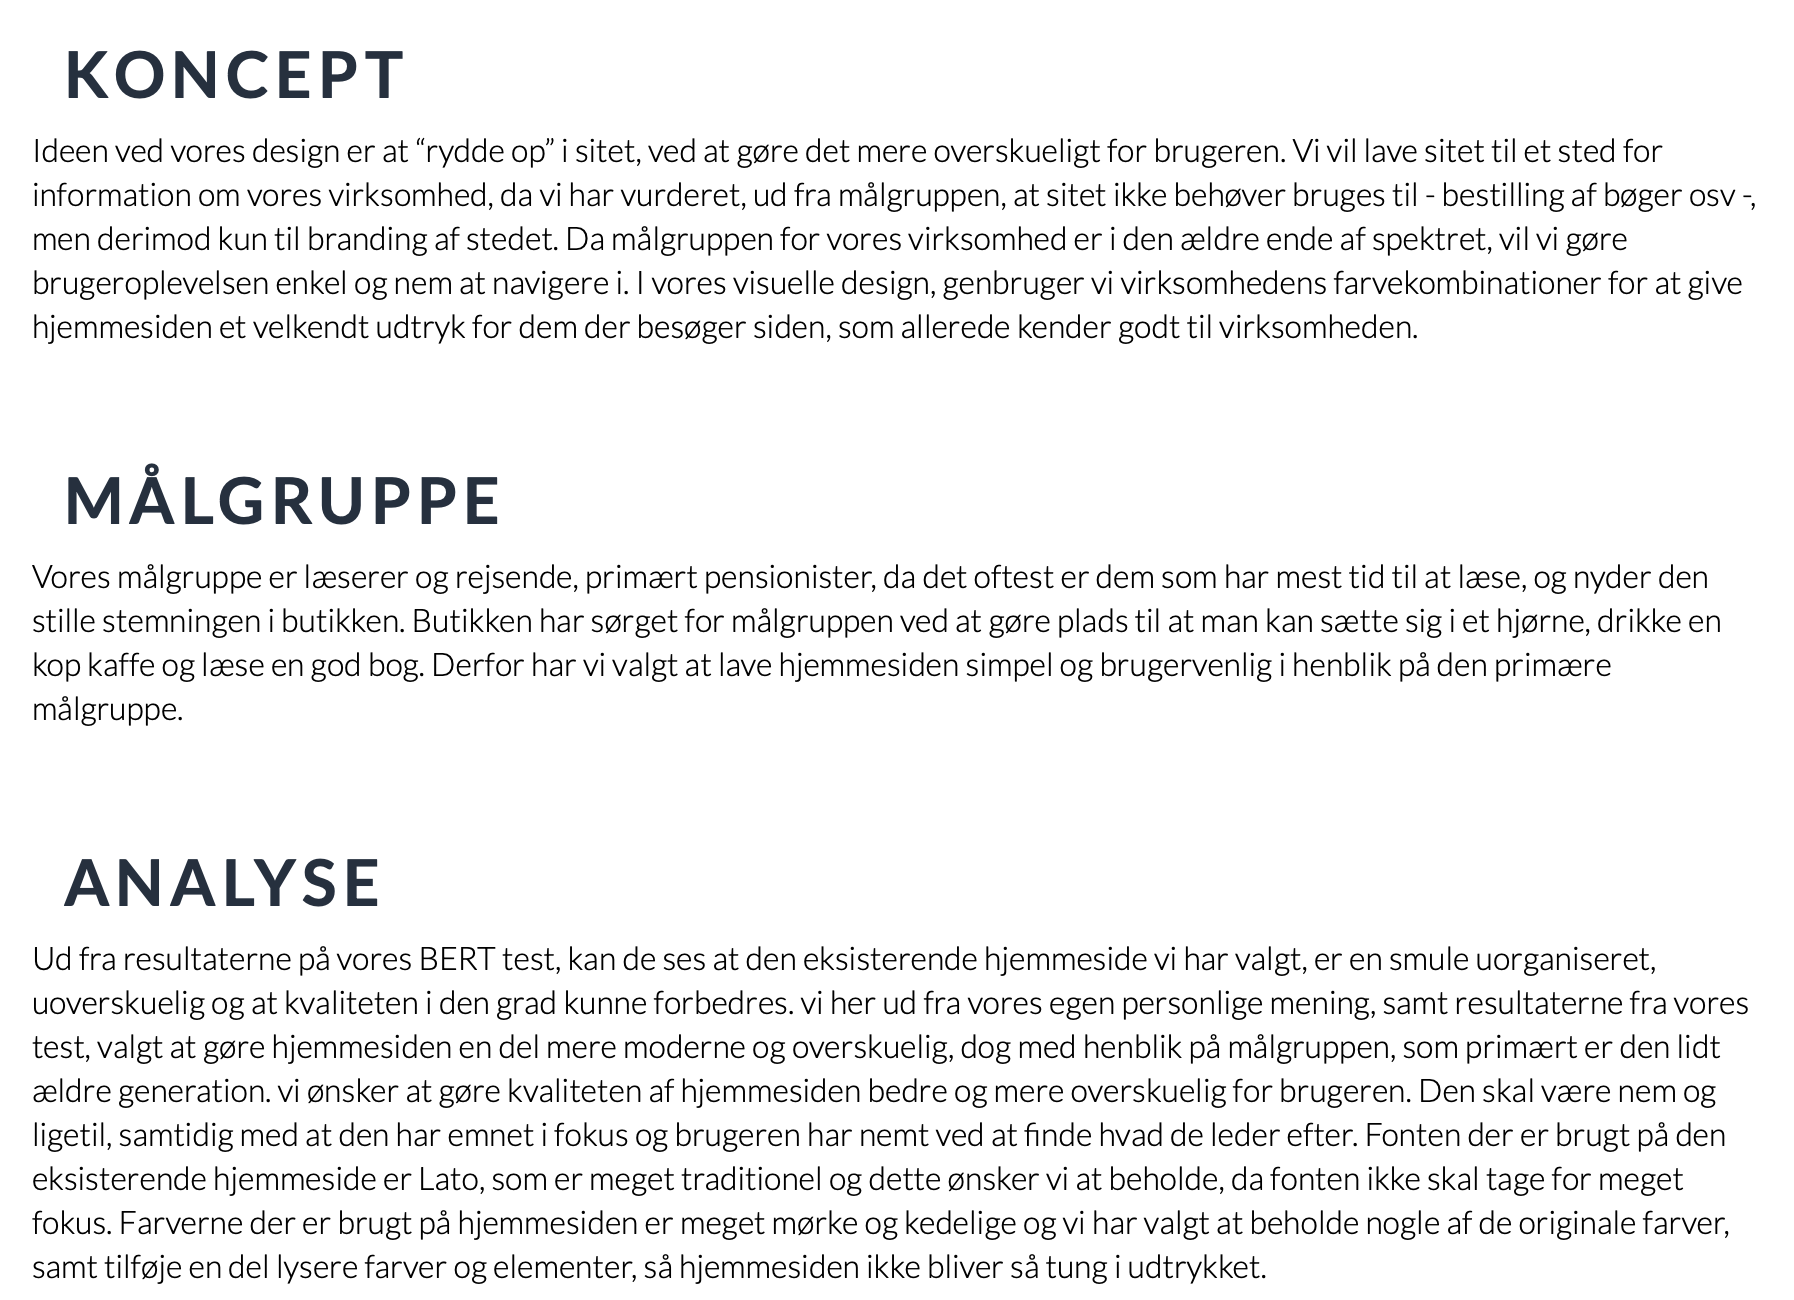 KONCEPT
Ideen ved vores design er at “rydde op” i sitet, ved at gøre det mere overskueligt for brugeren. Vi vil lave sitet til et sted for
information om vores virksomhed, da vi har vurderet, ud fra målgruppen, at sitet ikke behøver bruges til - bestilling af bøger osv -,
men derimod kun til branding af stedet. Da målgruppen for vores virksomhed er i den ældre ende af spektret, vil vi gøre
brugeroplevelsen enkel og nem at navigere i. I vores visuelle design, genbruger vi virksomhedens farvekombinationer for at give
hjemmesiden et velkendt udtryk for dem der besøger siden, som allerede kender godt til virksomheden.
MÅLGRUPPE
Vores målgruppe er læserer og rejsende, primært pensionister, da det oftest er dem som har mest tid til at læse, og nyder den
stille stemningen i butikken. Butikken har sørget for målgruppen ved at gøre plads til at man kan sætte sig i et hjørne, drikke en
kop kaffe og læse en god bog. Derfor har vi valgt at lave hjemmesiden simpel og brugervenlig i henblik på den primære
målgruppe.
ANALYSE
Ud fra resultaterne på vores BERT test, kan de ses at den eksisterende hjemmeside vi har valgt, er en smule uorganiseret,
uoverskuelig og at kvaliteten i den grad kunne forbedres. vi her ud fra vores egen personlige mening, samt resultaterne fra vores
test, valgt at gøre hjemmesiden en del mere moderne og overskuelig, dog med henblik på målgruppen, som primært er den lidt
ældre generation. vi ønsker at gøre kvaliteten af hjemmesiden bedre og mere overskuelig for brugeren. Den skal være nem og
ligetil, samtidig med at den har emnet i fokus og brugeren har nemt ved at finde hvad de leder efter. Fonten der er brugt på den
eksisterende hjemmeside er Lato, som er meget traditionel og dette ønsker vi at beholde, da fonten ikke skal tage for meget
fokus. Farverne der er brugt på hjemmesiden er meget mørke og kedelige og vi har valgt at beholde nogle af de originale farver,
samt tilføje en del lysere farver og elementer, så hjemmesiden ikke bliver så tung i udtrykket.